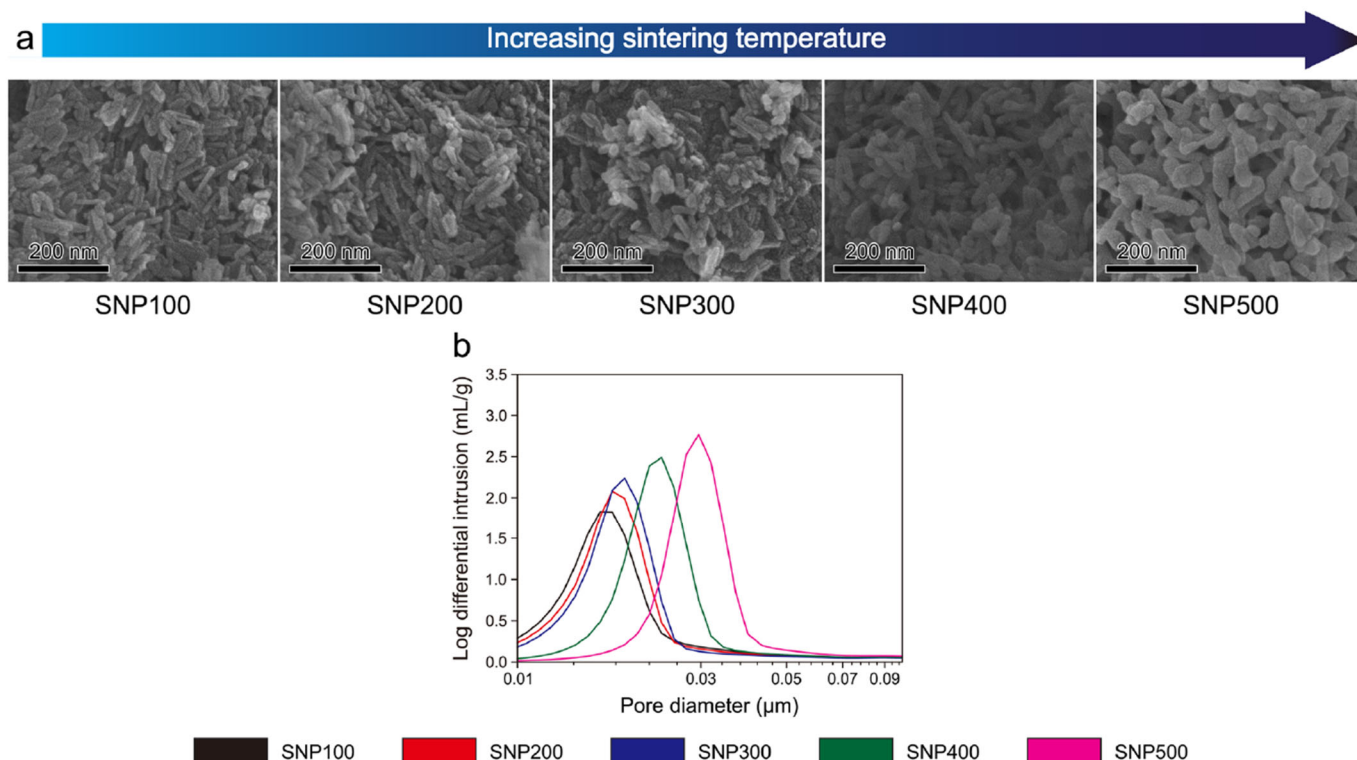 a
Increasing sintering temperature
200 nm
200 nm
200 nm
200 nm
200 nm
SNP100
SNP200
SNP300
SNP400
SNP500
b
Log differential intrusion (mL/g)
3.5
3.0
2.5
2.0
1.5
1.0
0.5
0.0
0.01
0.03
0.05
0.07
0.09
Pore diameter (μm)
SNP100
SNP200
SNP300
SNP400
SNP500